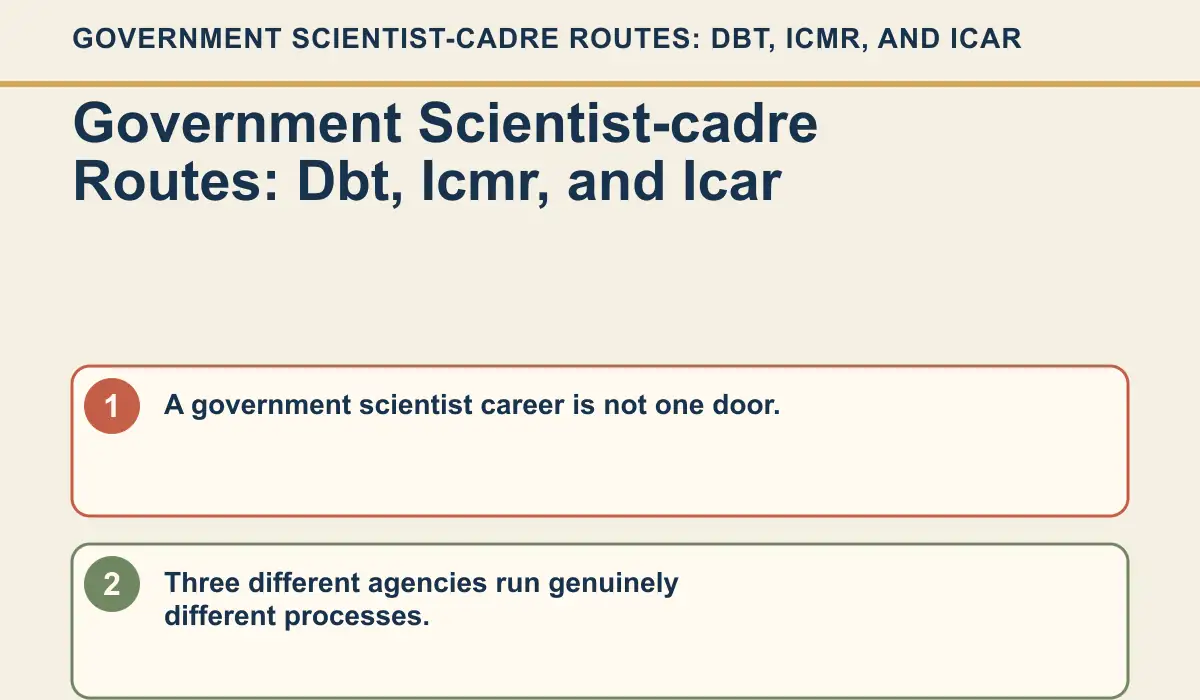 GOVERNMENT SCIENTIST-CADRE ROUTES: DBT, ICMR, AND ICAR
Government Scientist-cadre
Routes: Dbt, Icmr, and Icar
1
A government scientist career is not one door.
2
Three different agencies run genuinely
different processes.